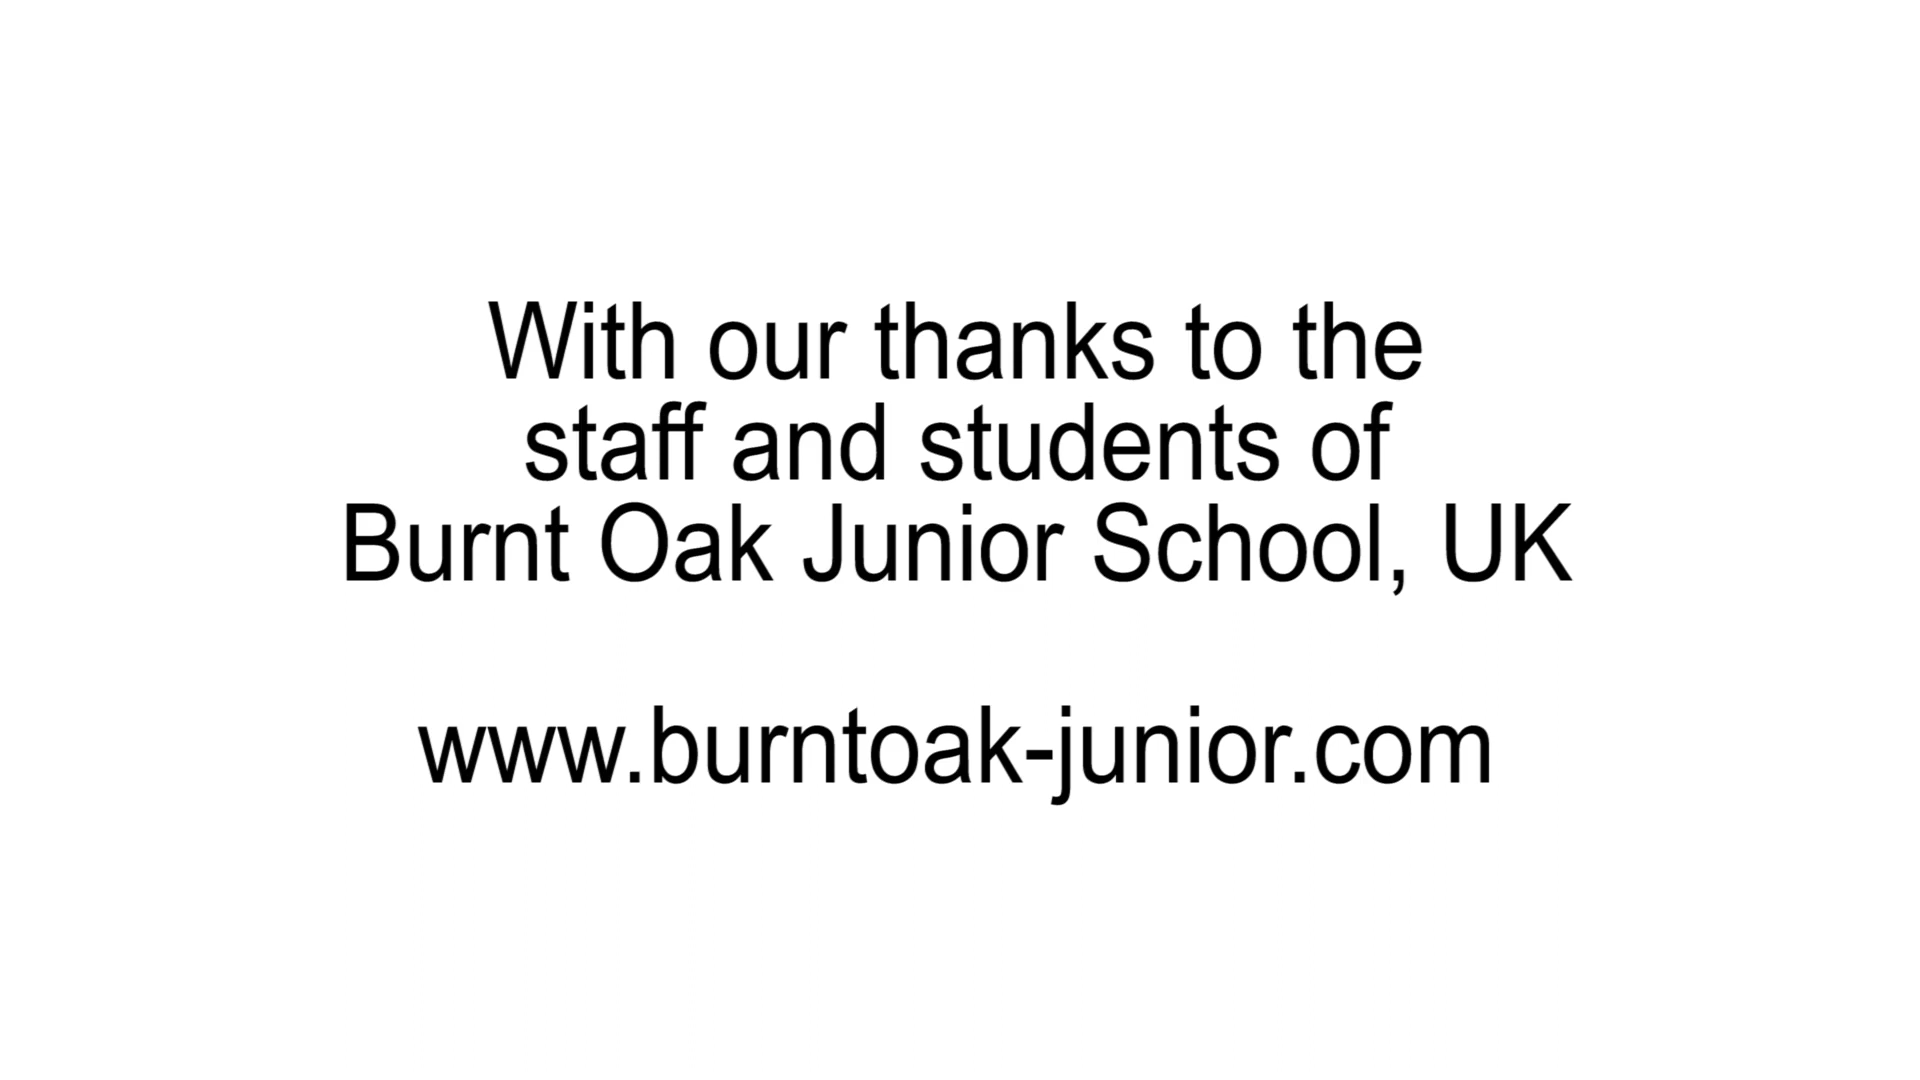 With our thanks to the
staff and students of
Burnt Oak Junior School, UK
www.burntoak-junior.com